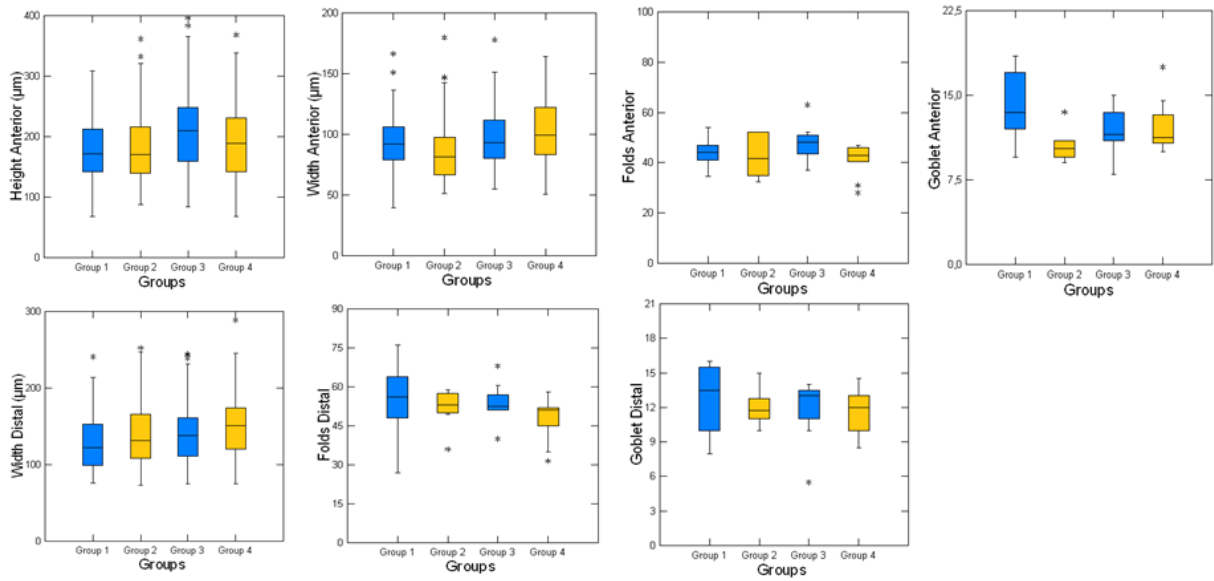 Height Anterior (µm)
400
300
200
100
0
Group 1 Group 2 Group 3 Group 4
Groups
Width Anterior (µm)
200
150
100
50
0
Group 1 Group 2 Group 3 Group 4
Groups
Folds Anterior
100
80
60
40
20
0
Group 1 Group 2 Group 3 Group 4
Groups
Goblet Anterior
22,5
15,0
7,5
0,0
Group 1 Group 2 Group 3 Group 4
Groups
Width Distal (µm)
300
200
100
0
Group 1 Group 2 Group 3 Group 4
Groups
Folds Distal
90
75
60
45
30
15
0
Group 1 Group 2 Group 3 Group 4
Groups
Goblet Distal
21
18
15
12
9
6
3
0
Group 1 Group 2 Group 3 Group 4
Groups